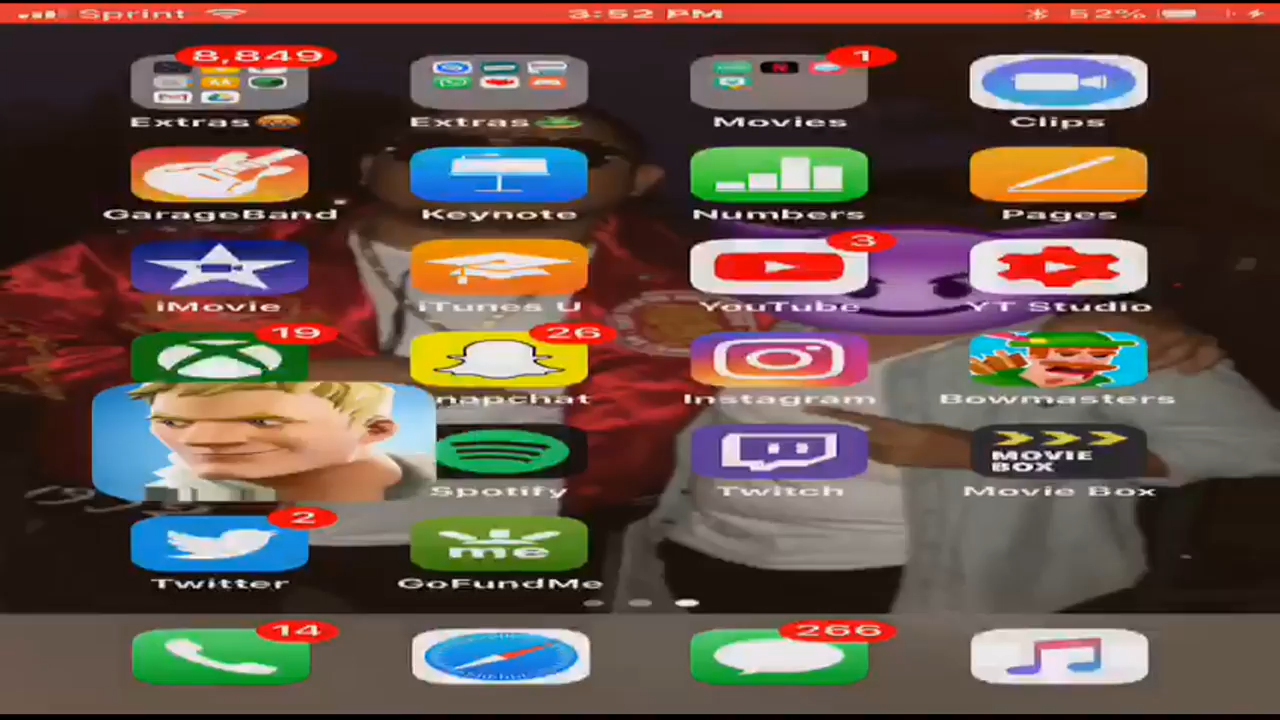 Sprint 3:52 PM 52%
8,849 1
Extras Extras Movies Clips
GarageBand Keynote Numbers Pages
3
iMovie iTunes U YouTube YT Studio
19 26
napchat Instagram Bowmasters
me
MOVIE
BOX
Spotify Twitch Movie Box
2
me
Twitter GoFundMe
14 266